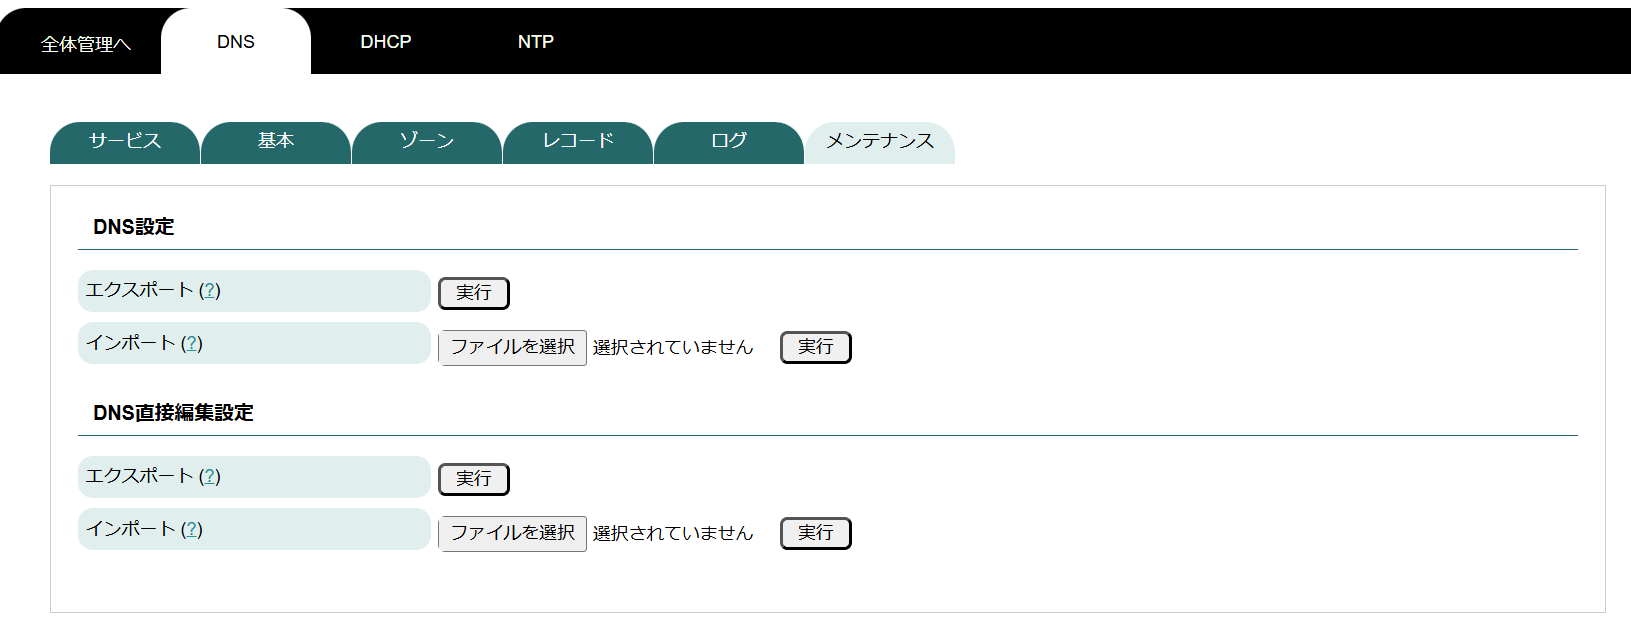 全体管理へ DNS DHCP NTP
サービス 基本 ゾーン レコード ログ メンテナンス
DNS設定
エクスポート (?) 実行
インポート (?) ファイルを選択 選択されていません 実行
DNS直接編集設定
エクスポート (?) 実行
インポート (?) ファイルを選択 選択されていません 実行